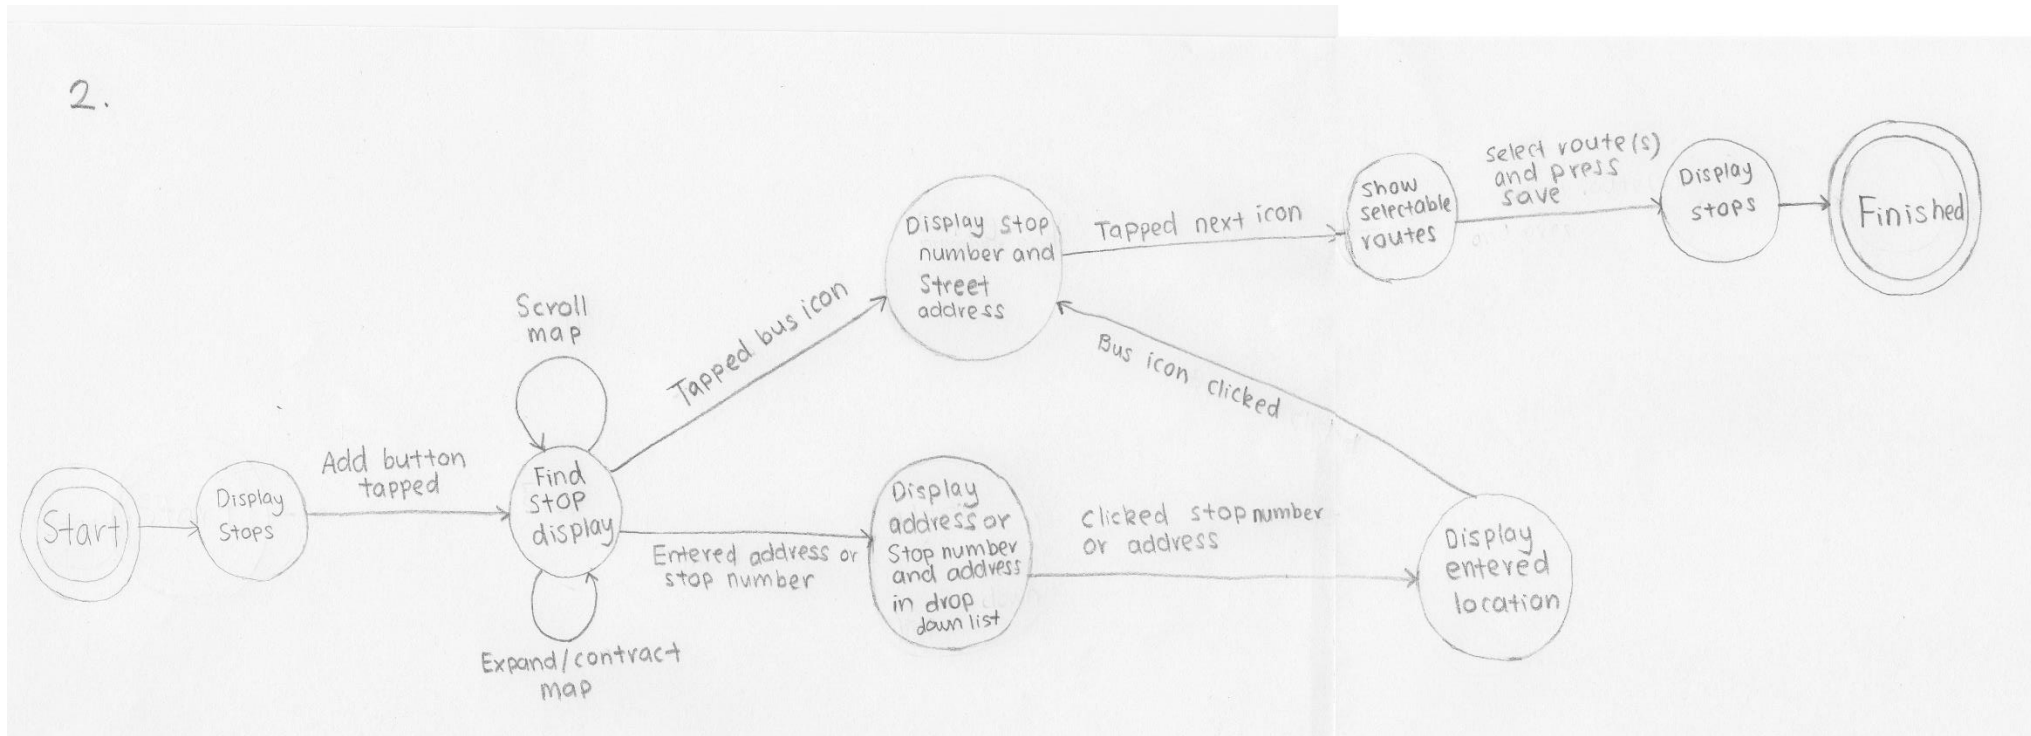 2.
Start
Display
Stops
Add button
tapped
Scroll
map
Find
Stop
display
Expand/contract
map
Tapped bus icon
Entered address or
stop number
Display stop
number and
Street
address
Display
address or
Stop number
and address
in drop
down list
Tapped next icon
Bus icon clicked
Clicked stop number
or address
Display
entered
location
Show
selectable
routes
Select route(s)
and press
save
Display
stops
Finished